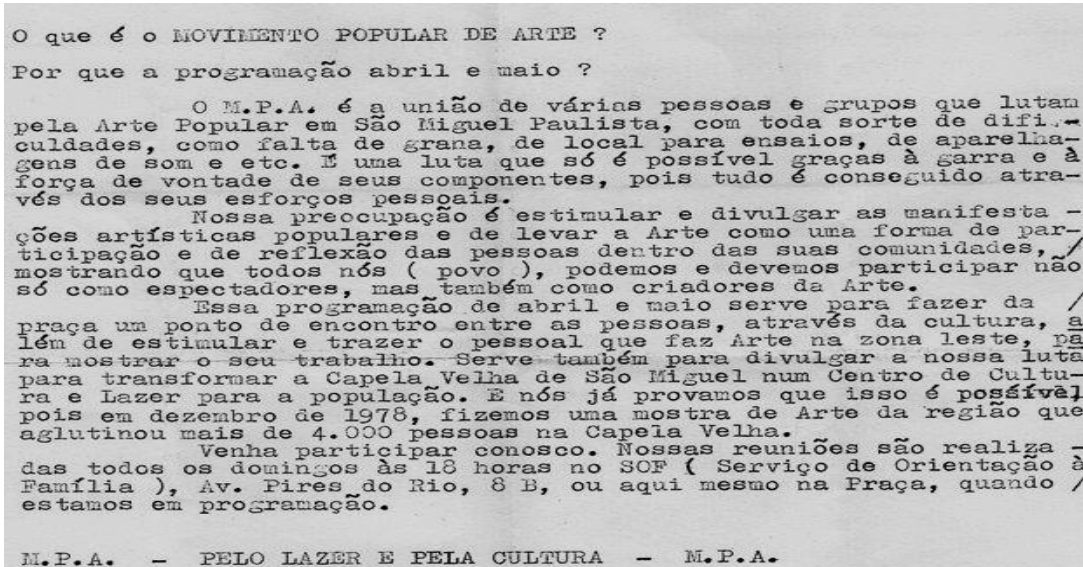 O que é o MOVIMENTO POPULAR DE ARTE ?
Por que a programação abril e maio ?
O M.P.A. é a união de várias pessoas e grupos que lutam
pela Arte Popular em São Miguel Paulista, com toda sorte de difi.-
culdades, como falta de grana, de local para ensaios, de aparelha-
gens de som e etc. É uma luta que só é possível graças à garra e à
força de vontade de seus componentes, pois tudo é conseguido atra-
vés dos seus esforços pessoais.
Nossa preocupação é estimular e divulgar as manifesta -
ções artísticas populares e de levar a Arte como uma forma de par-
ticipação e de reflexão das pessoas dentro das suas comunidades, /
mostrando que todos nós ( povo ), podemos e devemos participar não
só como espectadores, mas também como criadores da Arte.
Essa programação de abril e maio serve para fazer da /
praça um ponto de encontro entre as pessoas, através da cultura, a
lém de estimular e trazer o pessoal que faz Arte na zona leste, pa
ra mostrar o seu trabalho. Serve também para divulgar a nossa luta
para transformar a Capela Velha de São Miguel num Centro de Cultu-
ra e Lazer para a população. E nós já provamos que isso é possível
pois em dezembro de 1978, fizemos uma mostra de Arte da região que
aglutinou mais de 4.000 pessoas na Capela Velha.
Venha participar conosco. Nossas reuniões são realiza -
das todos os domingos às 18 horas no SOF ( Serviço de Orientação à
Família ), Av. Pires do Rio, 8 B, ou aqui mesmo na Praça, quando /
estamos em programação.
M.P.A. - PELO LAZER E PELA CULTURA - M.P.A.